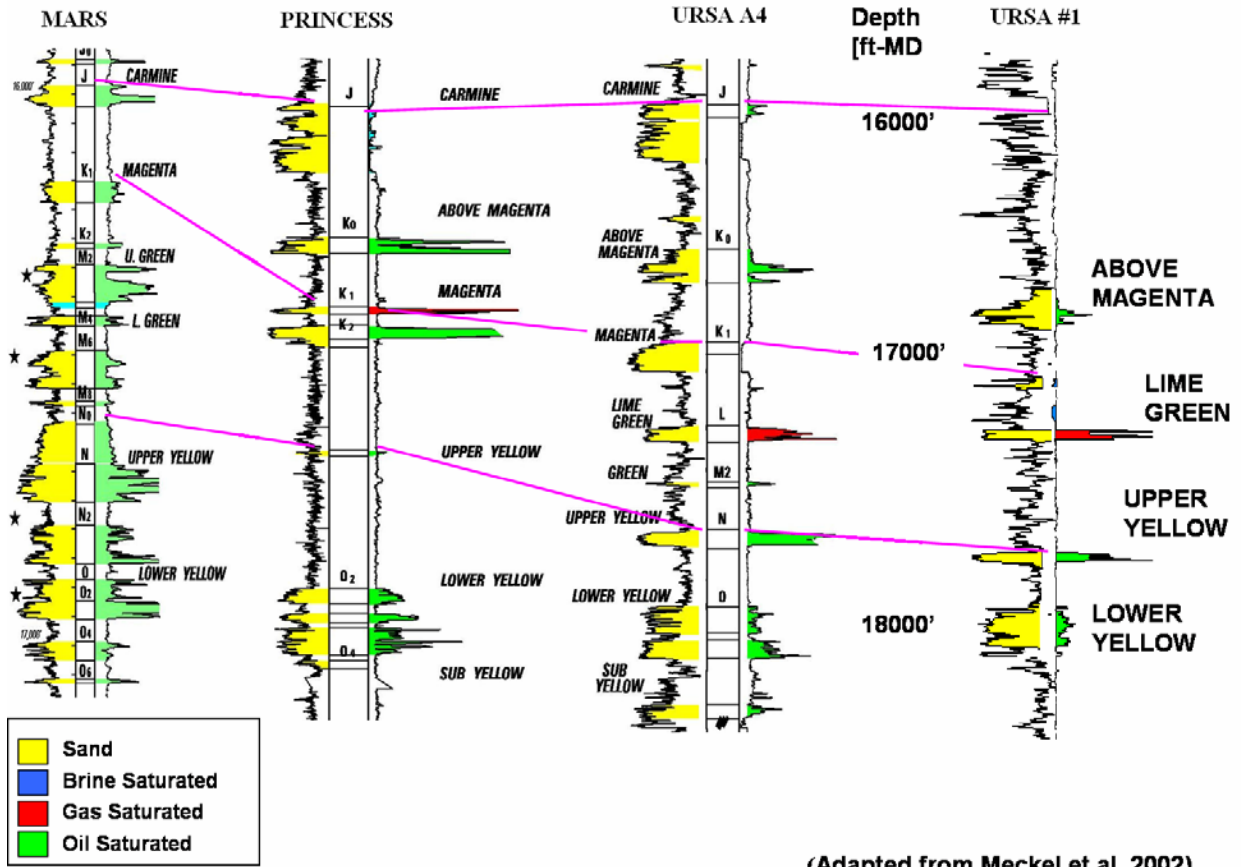 MARS
PRINCESS
URSA A4
Depth
[ft-MD
URSA #1
J
CARMINE
16,000'
K1
MAGENTA
K2
M2
U. GREEN
M4
L. GREEN
M6
M8
N0
N
UPPER YELLOW
N2
O
LOWER YELLOW
O2
17,000'
O4
O6
J
CARMINE
K0
ABOVE MAGENTA
K1
MAGENTA
K2
UPPER YELLOW
O2
LOWER YELLOW
O4
SUB YELLOW
CARMINE
J
ABOVE
MAGENTA
K0
MAGENTA
K1
LIME
GREEN
L
GREEN
M2
UPPER YELLOW
N
LOWER YELLOW
O
SUB
YELLOW
16000'
17000'
18000'
ABOVE
MAGENTA
LIME
GREEN
UPPER
YELLOW
LOWER
YELLOW
Sand
Brine Saturated
Gas Saturated
Oil Saturated
(Adapted from Meckel et al. 2002)